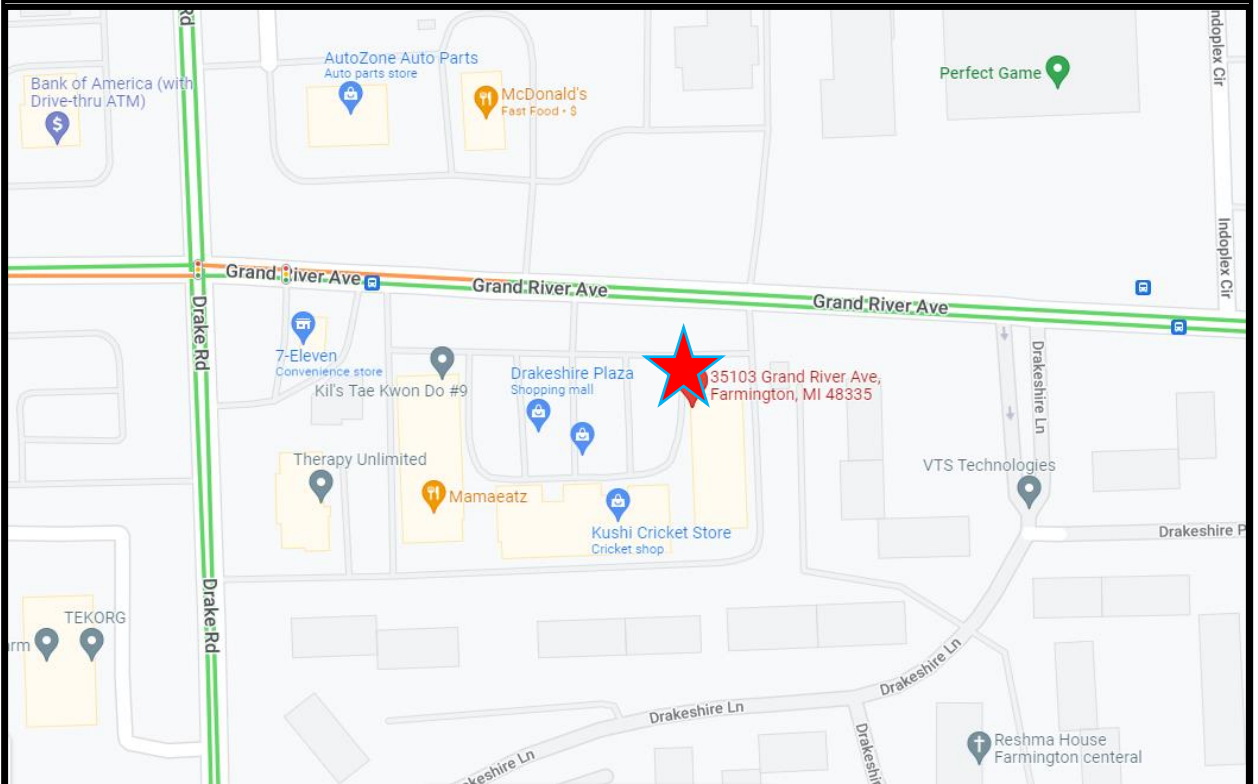 Rd
ndoplex Cir
AutoZone Auto Parts
Auto parts store
Bank of America (with
Drive-thru ATM)
McDonald's
Fast Food • $
Perfect Game
Indoplex Cir
Grand River Ave
Grand River Ave
Grand River Ave
Drake Rd
7-Eleven
Convenience store
Kil's Tae Kwon Do #9
Drakeshire Plaza
Shopping mall
35103 Grand River Ave,
Farmington, MI 48335
Drakeshire Ln
Therapy Unlimited
VTS Technologies
Mamaeatz
Kushi Cricket Store
Cricket shop
Drakeshire P
Drake Rd
TEKORG
arm
Drakeshire Ln
Drakeshire Ln
Drakeshi
keshire Ln
Reshma House
Farmington centeral